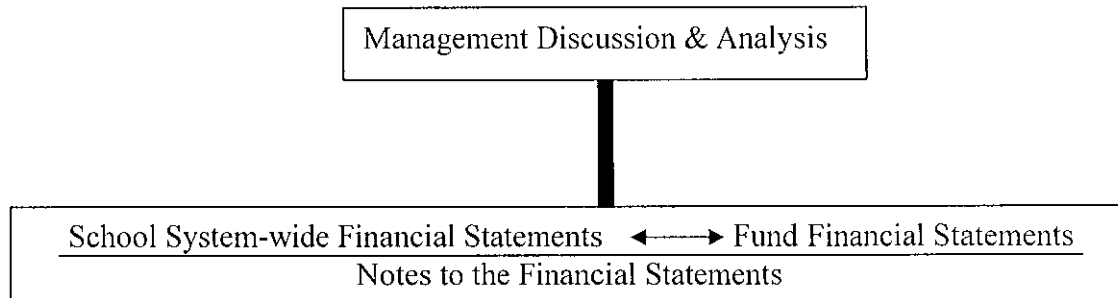 Management Discussion & Analysis
School System-wide Financial Statements ↔ Fund Financial Statements
Notes to the Financial Statements